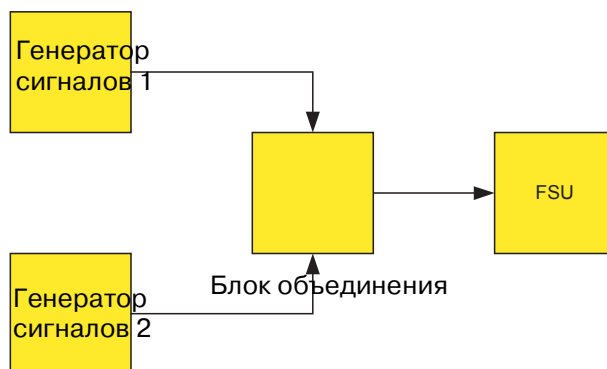 Генератор
сигналов 1
FSU
Блок объединения
Генератор
сигналов 2